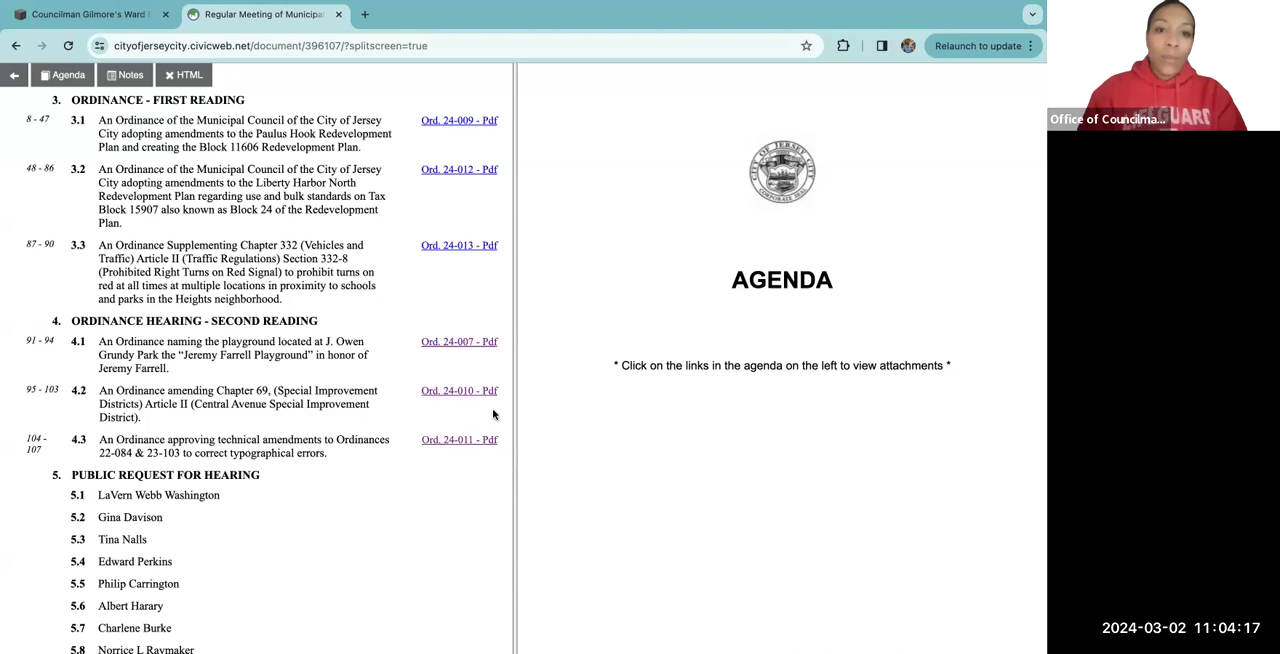 Councilman Gilmore's Ward
Regular Meeting of Municipal
cityofjerseycity.civicweb.net/document/396107/?splitscreen=true
Relaunch to update
Agenda
Notes
HTML
3. ORDINANCE - FIRST READING
8 - 47 3.1 An Ordinance of the Municipal Council of the City of Jersey Ord. 24-009 - Pdf
City adopting amendments to the Paulus Hook Redevelopment
Plan and creating the Block 11606 Redevelopment Plan.
48 - 86 3.2 An Ordinance of the Municipal Council of the City of Jersey Ord. 24-012 - Pdf
City adopting amendments to the Liberty Harbor North
Redevelopment Plan regarding use and bulk standards on Tax
Block 15907 also known as Block 24 of the Redevelopment
Plan.
87 - 90 3.3 An Ordinance Supplementing Chapter 332 (Vehicles and Ord. 24-013 - Pdf
Traffic) Article II (Traffic Regulations) Section 332-8
(Prohibited Right Turns on Red Signal) to prohibit turns on
red at all times at multiple locations in proximity to schools
and parks in the Heights neighborhood.
4. ORDINANCE HEARING - SECOND READING
91 - 94 4.1 An Ordinance naming the playground located at J. Owen Ord. 24-007 - Pdf
Grundy Park the “Jeremy Farrell Playground” in honor of
Jeremy Farrell.
95 - 103 4.2 An Ordinance amending Chapter 69, (Special Improvement Ord. 24-010 - Pdf
Districts) Article II (Central Avenue Special Improvement
District).
104 - 4.3 An Ordinance approving technical amendments to Ordinances Ord. 24-011 - Pdf
107 22-084 & 23-103 to correct typographical errors.
5. PUBLIC REQUEST FOR HEARING
5.1 LaVern Webb Washington
5.2 Gina Davison
5.3 Tina Nalls
5.4 Edward Perkins
5.5 Philip Carrington
5.6 Albert Harary
5.7 Charlene Burke
5.8 Norrice L Raymaker
CITY OF JERSEY CITY
CORPORATE SEAL
AGENDA
* Click on the links in the agenda on the left to view attachments *
LIFEGUARD
Office of Councilma...
2024-03-02 11:04:17